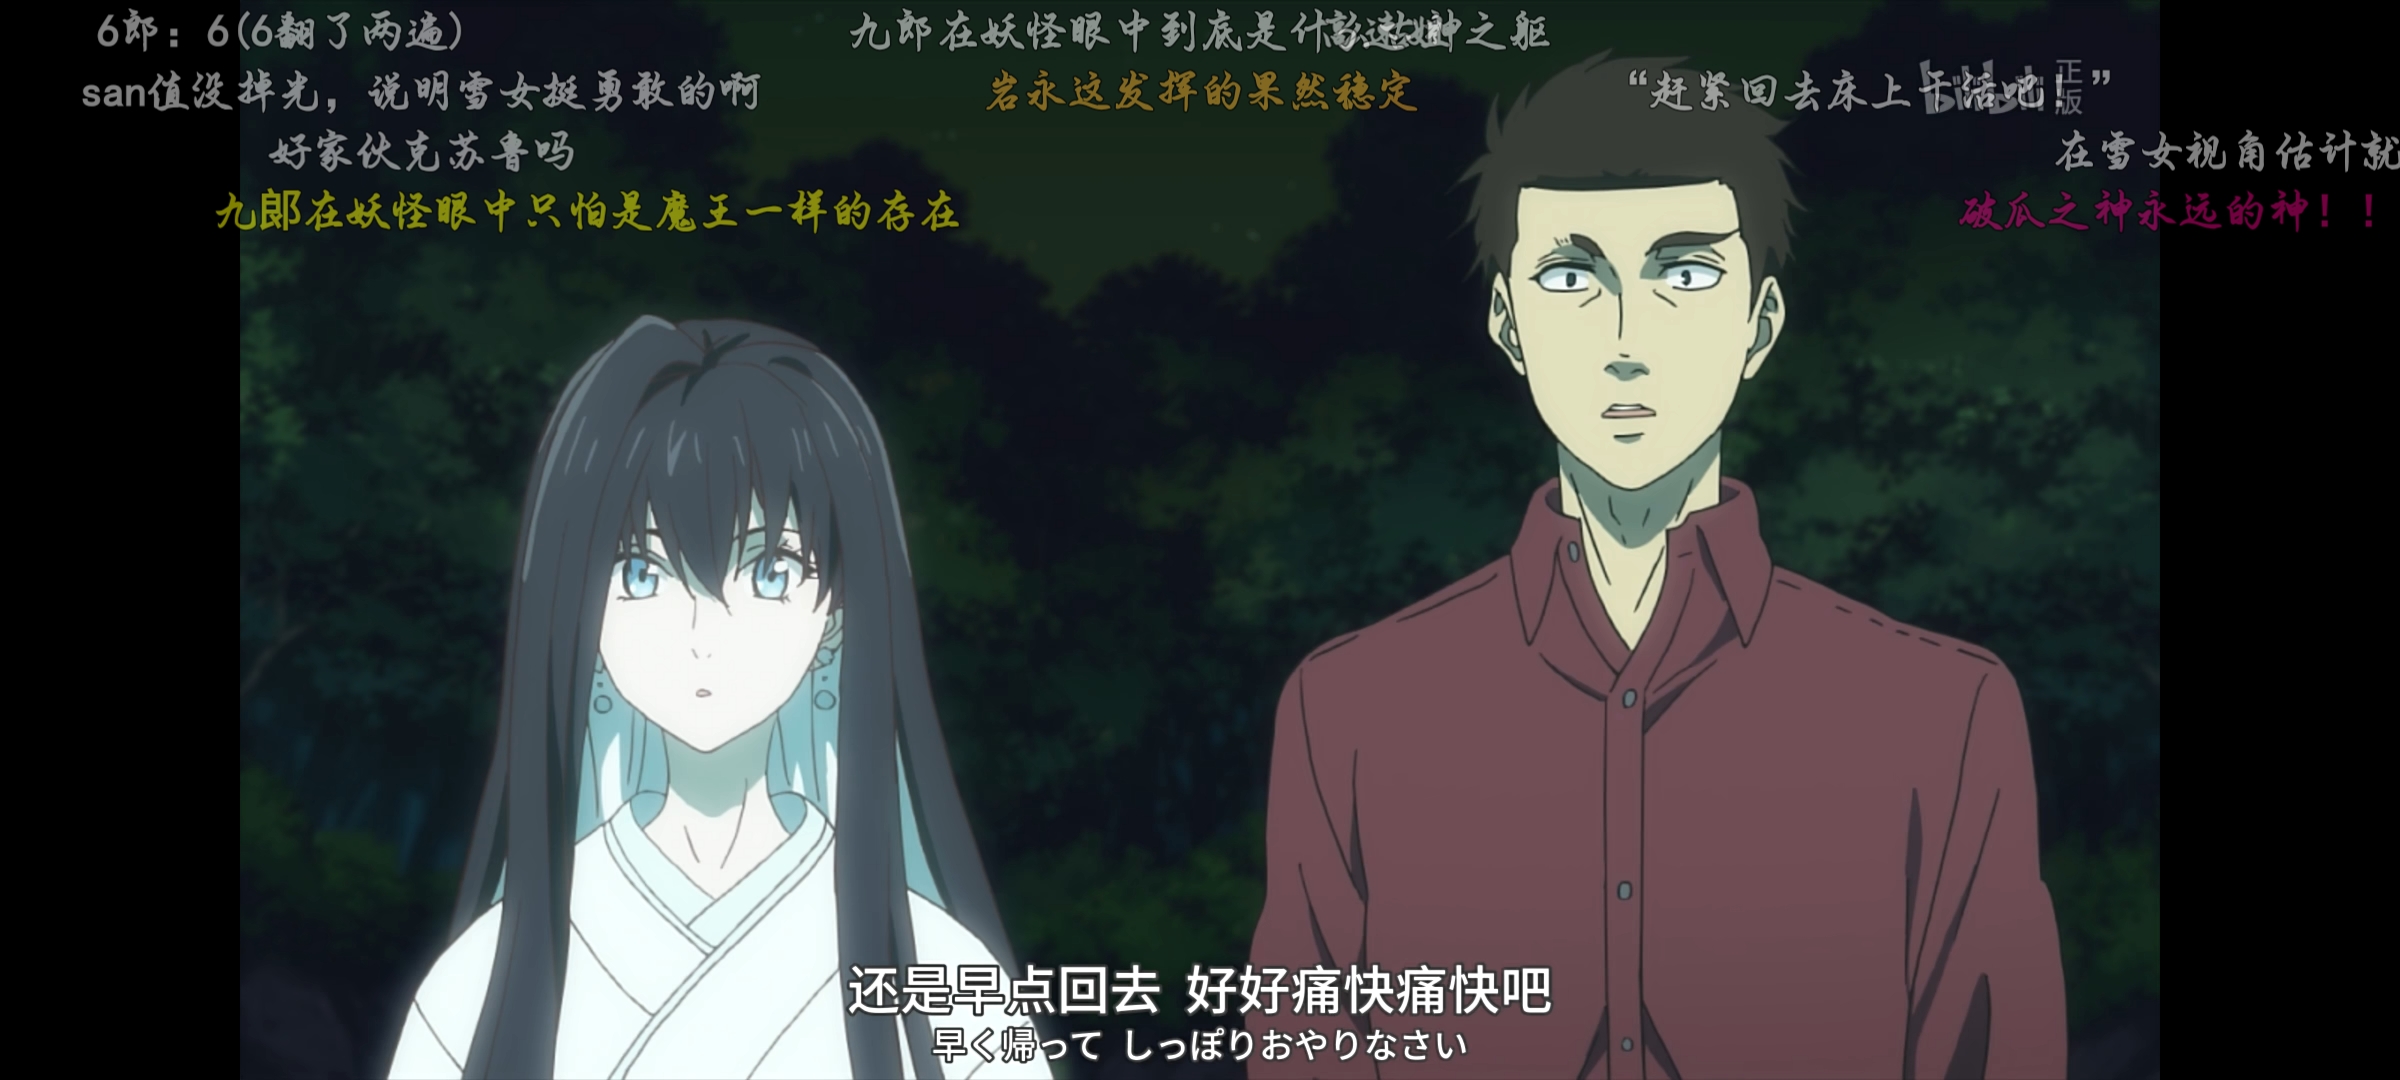 6郎：6(6翻了两遍)
九郎在妖怪眼中到底是什
神之躯
san值没掉光，说明雪女挺勇敢的啊
岩永这发挥的果然稳定
“赶紧回去床上干活吧！”
bilibili 正版
好家伙克苏鲁吗
在雪女视角估计就
九郎在妖怪眼中只怕是魔王一样的存在
破瓜之神永远的神！！
还是早点回去 好好痛快痛快吧
早く帰って しっぽりおやりなさい